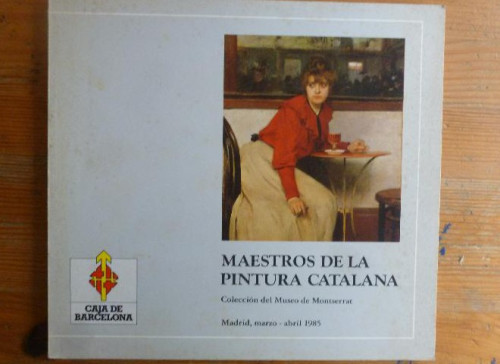 MAESTROS DE LA
PINTURA CATALANA
Colección del Museo de Montserrat
Madrid, marzo - abril 1985
CAJA DE
BARCELONA